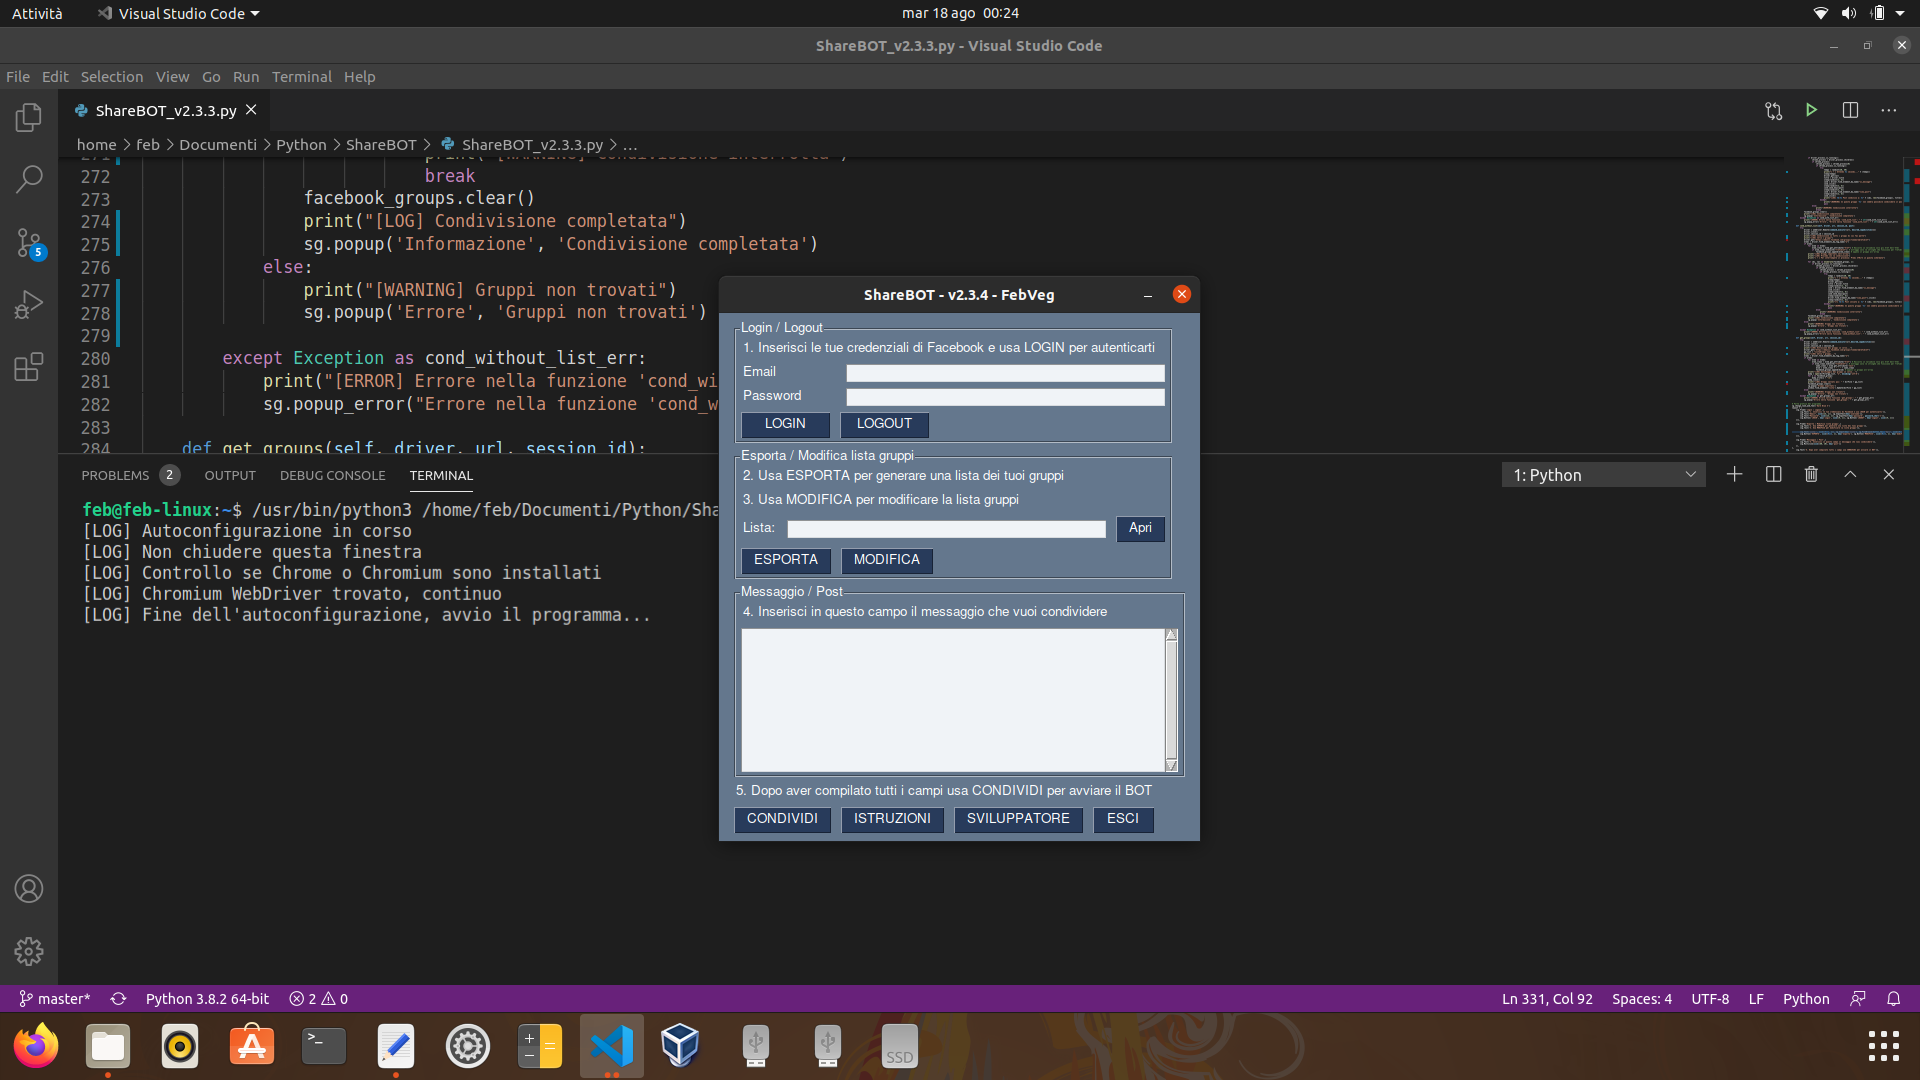 Attività
Visual Studio Code
mar 18 ago 00:24
ShareBOT_v2.3.3.py - Visual Studio Code
File Edit Selection View Go Run Terminal Help
ShareBOT_v2.3.3.py
home > feb > Documenti > Python > ShareBOT > ShareBOT_v2.3.3.py > ...
272 break
273 facebook_groups.clear()
274 print("[LOG] Condivisione completata")
275 sg.popup('Informazione', 'Condivisione completata')
276 else:
277 print("[WARNING] Gruppi non trovati")
278 sg.popup('Errore', 'Gruppi non trovati')
279
280 except Exception as cond_without_list_err:
281 print("[ERROR] Errore nella funzione 'cond_wi
282 sg.popup_error("Errore nella funzione 'cond_w
283
284 def get_groups(self, driver, url, session_id):
5
PROBLEMS 2 OUTPUT DEBUG CONSOLE TERMINAL
1: Python
feb@feb-linux:~$ /usr/bin/python3 /home/feb/Documenti/Python/Sha
[LOG] Autoconfigurazione in corso
[LOG] Non chiudere questa finestra
[LOG] Controllo se Chrome o Chromium sono installati
[LOG] Chromium WebDriver trovato, continuo
[LOG] Fine dell'autoconfigurazione, avvio il programma...
ShareBOT - v2.3.4 - FebVeg
Login / Logout
1. Inserisci le tue credenziali di Facebook e usa LOGIN per autenticarti
Email
Password
LOGIN LOGOUT
Esporta / Modifica lista gruppi
2. Usa ESPORTA per generare una lista dei tuoi gruppi
3. Usa MODIFICA per modificare la lista gruppi
Lista: Apri
ESPORTA MODIFICA
Messaggio / Post
4. Inserisci in questo campo il messaggio che vuoi condividere
5. Dopo aver compilato tutti i campi usa CONDIVIDI per avviare il BOT
CONDIVIDI ISTRUZIONI SVILUPPATORE ESCI
master* Python 3.8.2 64-bit 2 0
Ln 331, Col 92 Spaces: 4 UTF-8 LF Python
>_
SSD